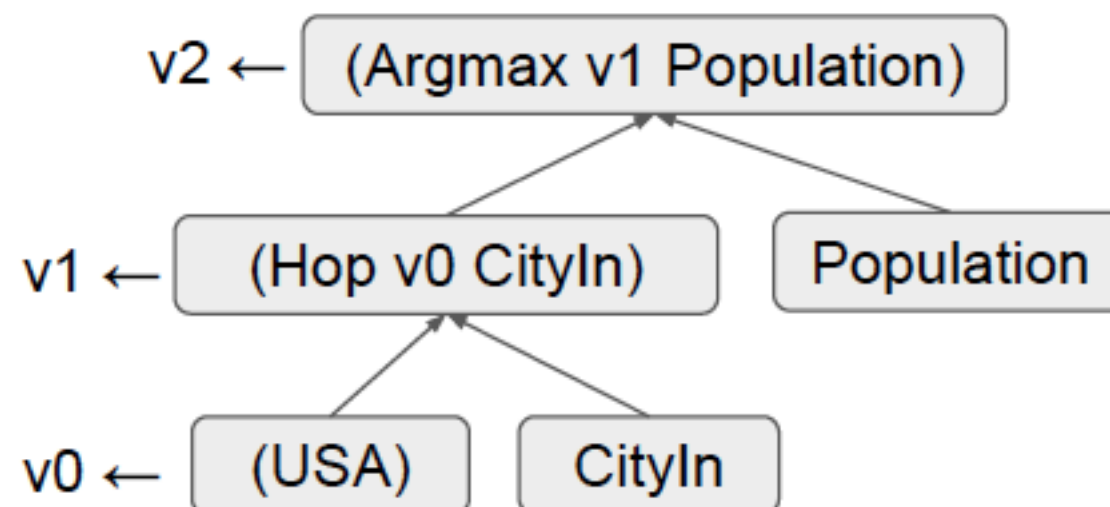 v2 ← (Argmax v1 Population)
v1 ← (Hop v0 CityIn) Population
v0 ← (USA) CityIn